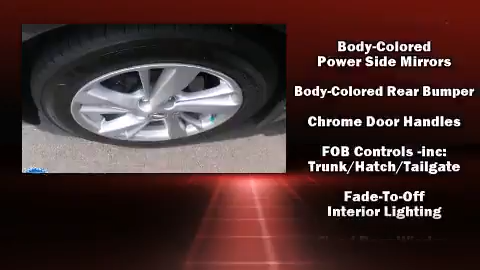 Body-Colored
Power Side Mirrors
Body-Colored Rear Bumper
Chrome Door Handles
FOB Controls -inc:
Trunk/Hatch/Tailgate
Fade-To-Off
Interior Lighting